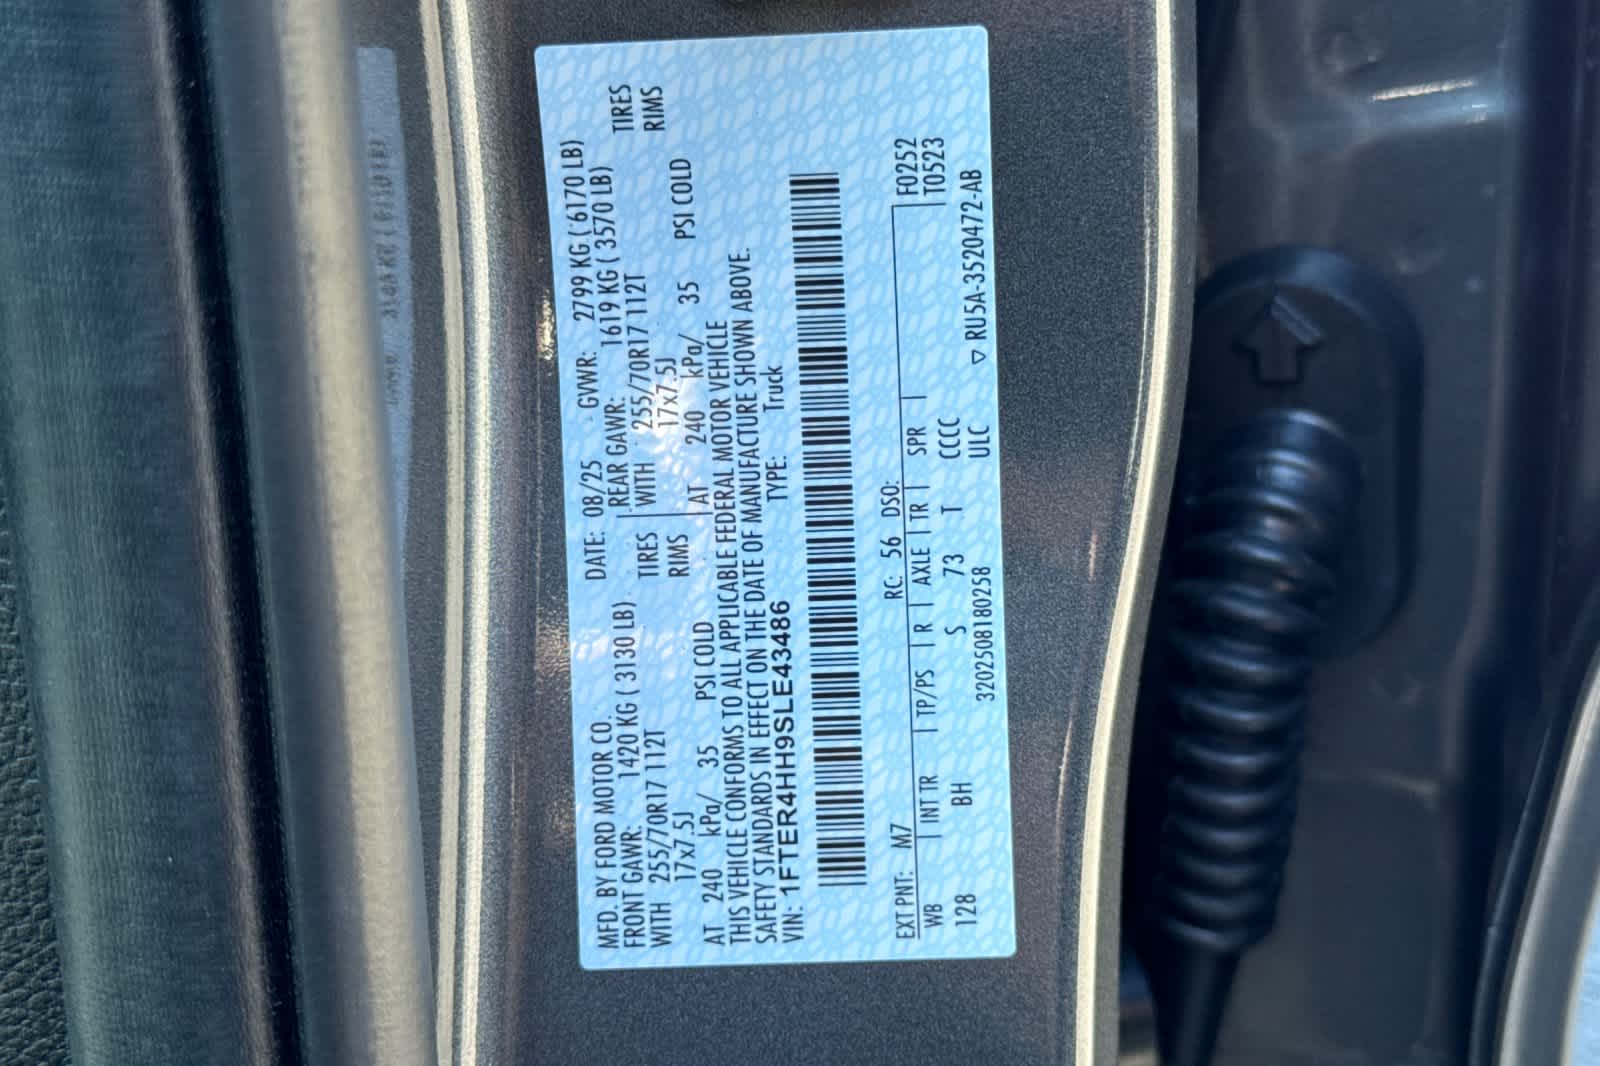 MFD. BY FORD MOTOR CO. DATE: 08/25 GVWR: 2799 KG ( 6170 LB)
FRONT GAWR: 1420 KG ( 3130 LB) REAR GAWR: 1619 KG ( 3570 LB)
WITH 255/70R17 112T TIRES WITH 255/70R17 112T TIRES
17x7.5J RIMS 17x7.5J RIMS
AT 240 kPa/ 35 PSI COLD AT 240 kPa/ 35 PSI COLD
THIS VEHICLE CONFORMS TO ALL APPLICABLE FEDERAL MOTOR VEHICLE
SAFETY STANDARDS IN EFFECT ON THE DATE OF MANUFACTURE SHOWN ABOVE.
VIN: 1FTER4HH9SLE43486 TYPE: Truck
EXT PNT: M7 RC: 56 DSO: F0252
WB INT TR TP/PS R AXLE TR SPR T0523
128 BH S 73 T CCCC
320250818 0258 ULC ▽ RU5A-3520472-AB